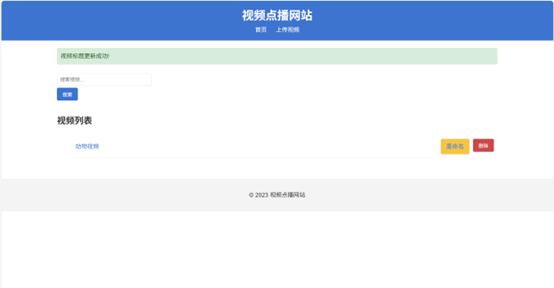 视频点播网站
首页 上传视频
视频标题更新成功!
搜索视频...
搜索
视频列表
动物视频 重命名 删除
© 2023 视频点播网站